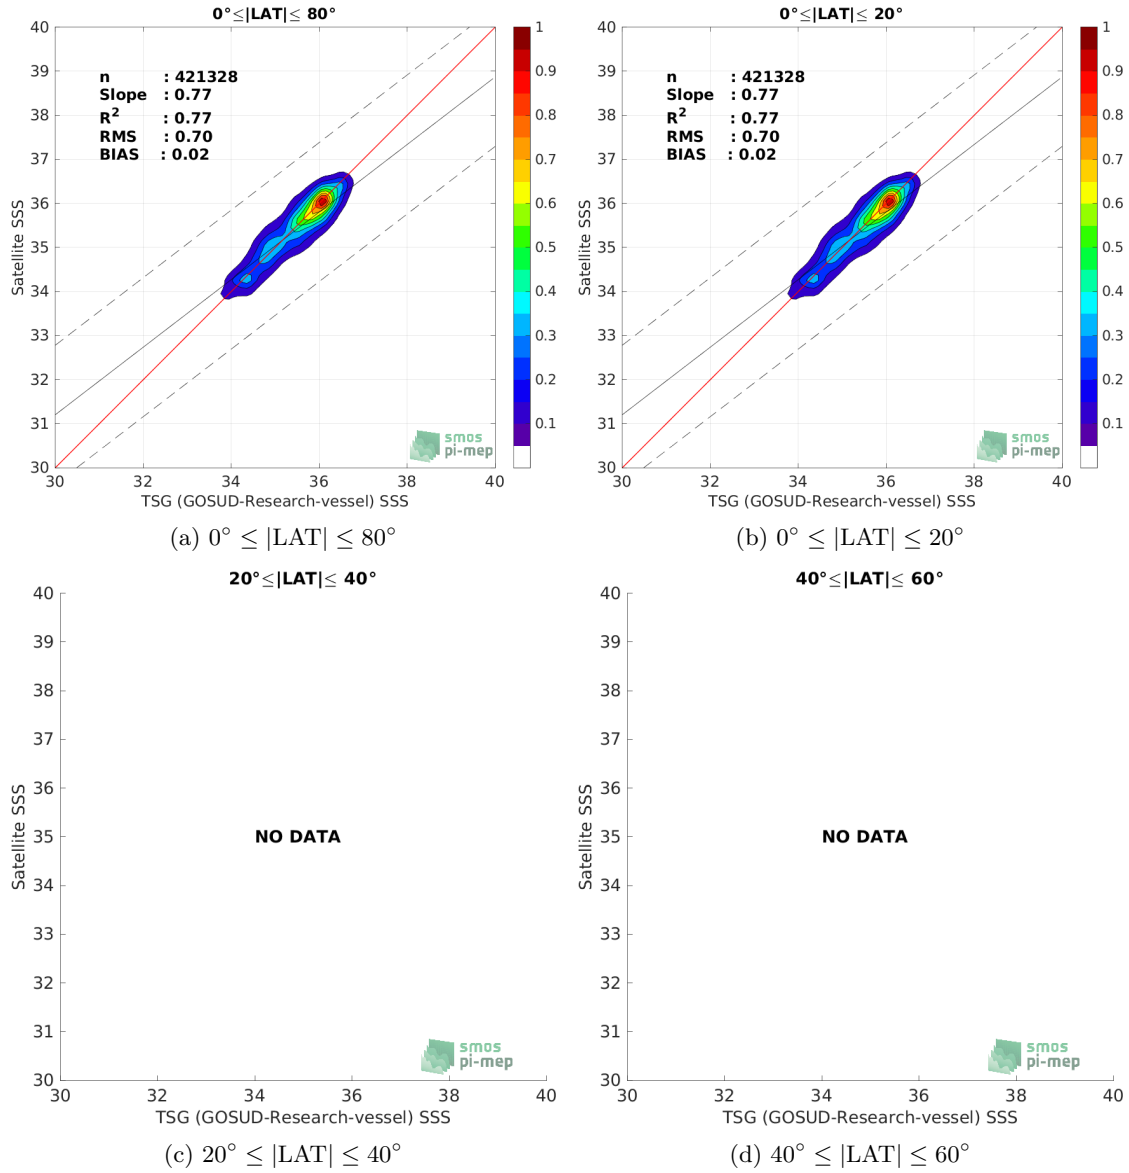 0°≤|LAT|≤ 80°
40
39
38
37
36
35
34
33
32
31
30
Satellite SSS
n : 421328
Slope : 0.77
R² : 0.77
RMS : 0.70
BIAS : 0.02
smos
pi-mep
30 32 34 36 38 40
TSG (GOSUD-Research-vessel) SSS
1
0.9
0.8
0.7
0.6
0.5
0.4
0.3
0.2
0.1
(a) 0° ≤ |LAT| ≤ 80°
0°≤|LAT|≤ 20°
40
39
38
37
36
35
34
33
32
31
30
Satellite SSS
n : 421328
Slope : 0.77
R² : 0.77
RMS : 0.70
BIAS : 0.02
smos
pi-mep
30 32 34 36 38 40
TSG (GOSUD-Research-vessel) SSS
1
0.9
0.8
0.7
0.6
0.5
0.4
0.3
0.2
0.1
(b) 0° ≤ |LAT| ≤ 20°
20°≤|LAT|≤ 40°
40
39
38
37
36
35
34
33
32
31
30
Satellite SSS
NO DATA
smos
pi-mep
30 32 34 36 38 40
TSG (GOSUD-Research-vessel) SSS
(c) 20° ≤ |LAT| ≤ 40°
40°≤|LAT|≤ 60°
40
39
38
37
36
35
34
33
32
31
30
Satellite SSS
NO DATA
smos
pi-mep
30 32 34 36 38 40
TSG (GOSUD-Research-vessel) SSS
(d) 40° ≤ |LAT| ≤ 60°